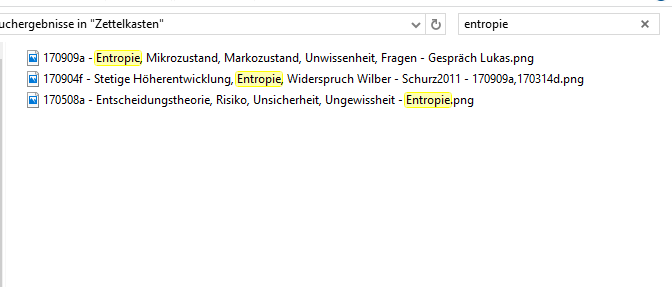 uchergebnisse in "Zettelkasten"
entropie
170909a - Entropie, Mikrozustand, Markozustand, Unwissenheit, Fragen - Gespräch Lukas.png
170904f - Stetige Höherentwicklung, Entropie, Widerspruch Wilber - Schurz2011 - 170909a,170314d.png
170508a - Entscheidungstheorie, Risiko, Unsicherheit, Ungewissheit - Entropie.png